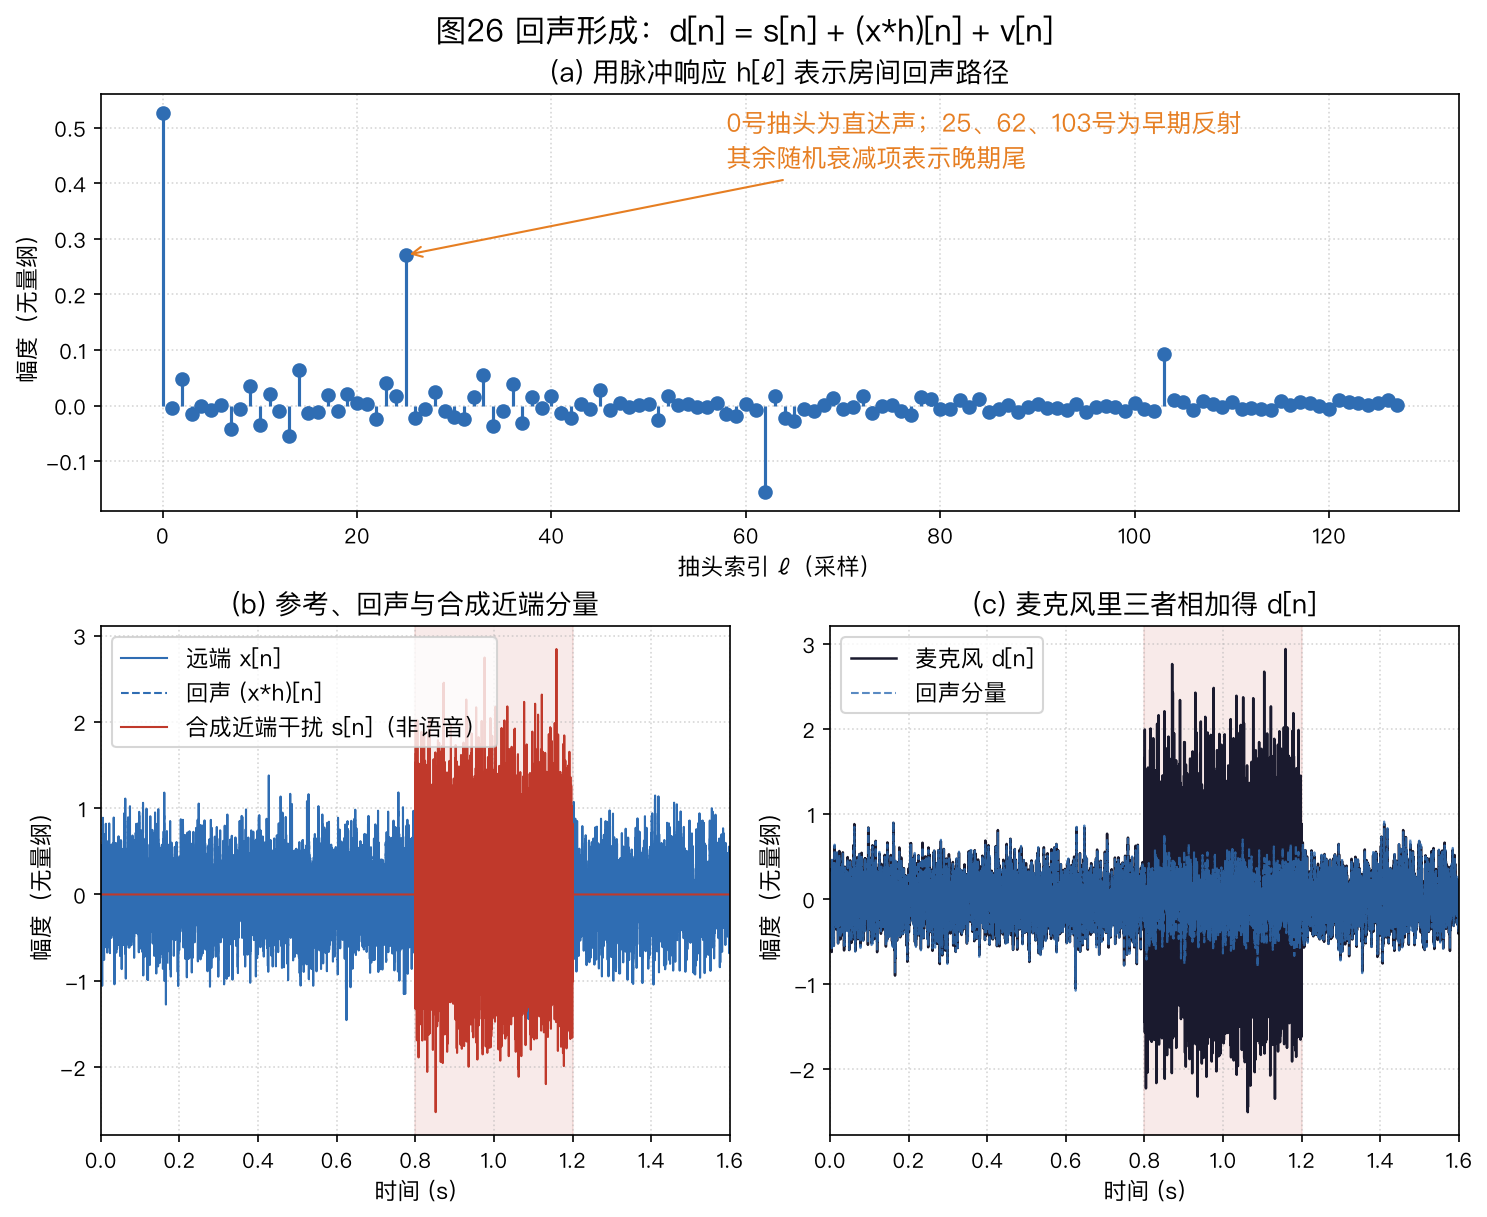 图26 回声形成：d[n] = s[n] + (x*h)[n] + v[n]
(a) 用脉冲响应 h[ℓ] 表示房间回声路径
0号抽头为直达声；25、62、103号为早期反射
其余随机衰减项表示晚期尾
幅度（无量纲）
0.5
0.4
0.3
0.2
0.1
0.0
−0.1
0 20 40 60 80 100 120
抽头索引 ℓ（采样）
(b) 参考、回声与合成近端分量
远端 x[n]
回声 (x*h)[n]
合成近端干扰 s[n]（非语音）
幅度（无量纲）
3
2
1
0
−1
−2
0.0 0.2 0.4 0.6 0.8 1.0 1.2 1.4 1.6
时间 (s)
(c) 麦克风里三者相加得 d[n]
麦克风 d[n]
回声分量
幅度（无量纲）
3
2
1
0
−1
−2
0.0 0.2 0.4 0.6 0.8 1.0 1.2 1.4 1.6
时间 (s)